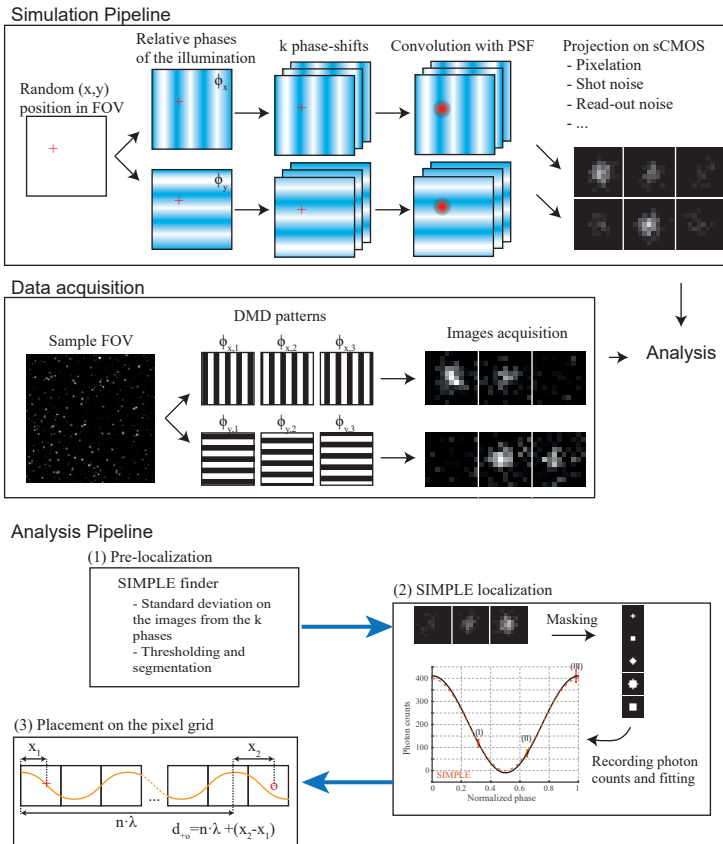 Simulation Pipeline
Random (x,y)
position in FOV
Relative phases
of the illumination
ϕx
ϕy
k phase-shifts
Convolution with PSF
Projection on sCMOS
- Pixelation
- Shot noise
- Read-out noise
- ...
Data acquisition
Sample FOV
DMD patterns
ϕx,1 ϕx,2 ϕx,3
ϕy,1 ϕy,2 ϕy,3
Images acquisition
Analysis
Analysis Pipeline
(1) Pre-localization
SIMPLE finder
- Standard deviation on
the images from the k
phases
- Thresholding and
segmentation
(2) SIMPLE localization
Masking
Photon counts
400
300
200
100
0
(I)
(II)
(III)
SIMPLE
0 0.2 0.4 0.6 0.8 1
Normalized phase
Recording photon
counts and fitting
(3) Placement on the pixel grid
x1
x2
...
n·λ
d+o=n·λ+(x2-x1)